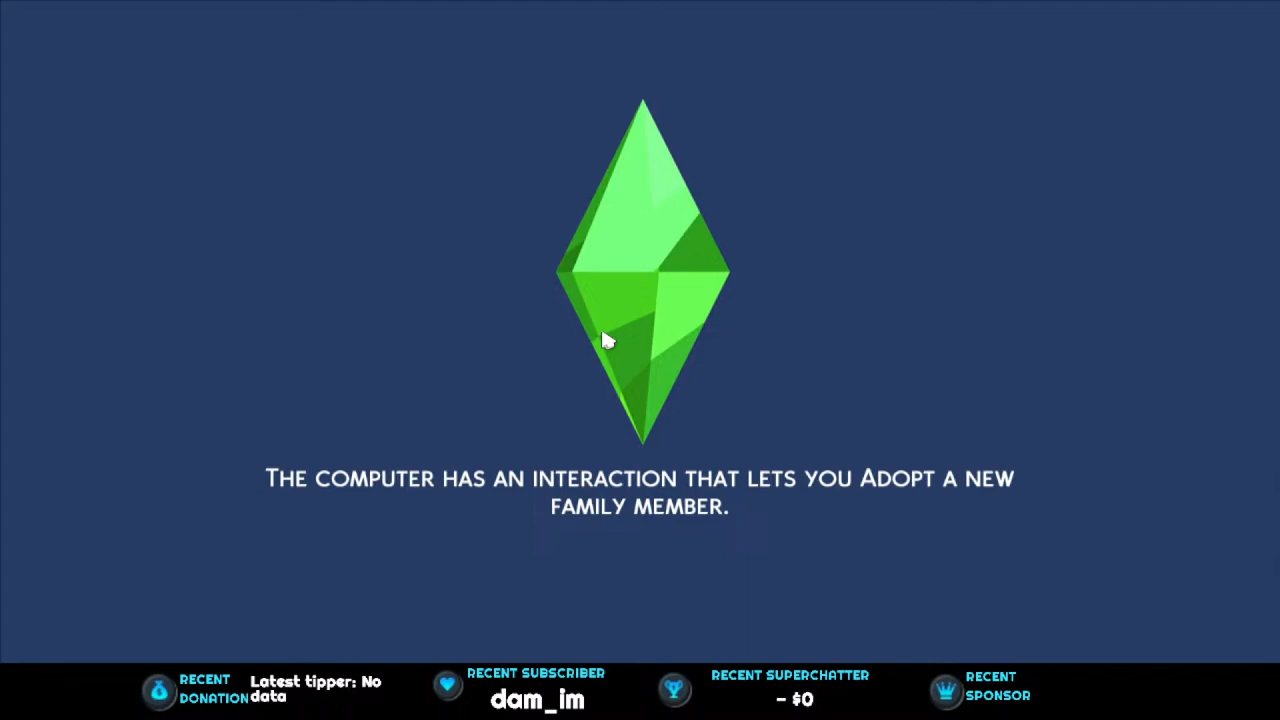 THE COMPUTER HAS AN INTERACTION THAT LETS YOU ADOPT A NEW
FAMILY MEMBER.
RECENT
DONATION
Latest tipper: No
data
RECENT SUBSCRIBER
dam_im
RECENT SUPERCHATTER
- $0
RECENT
SPONSOR